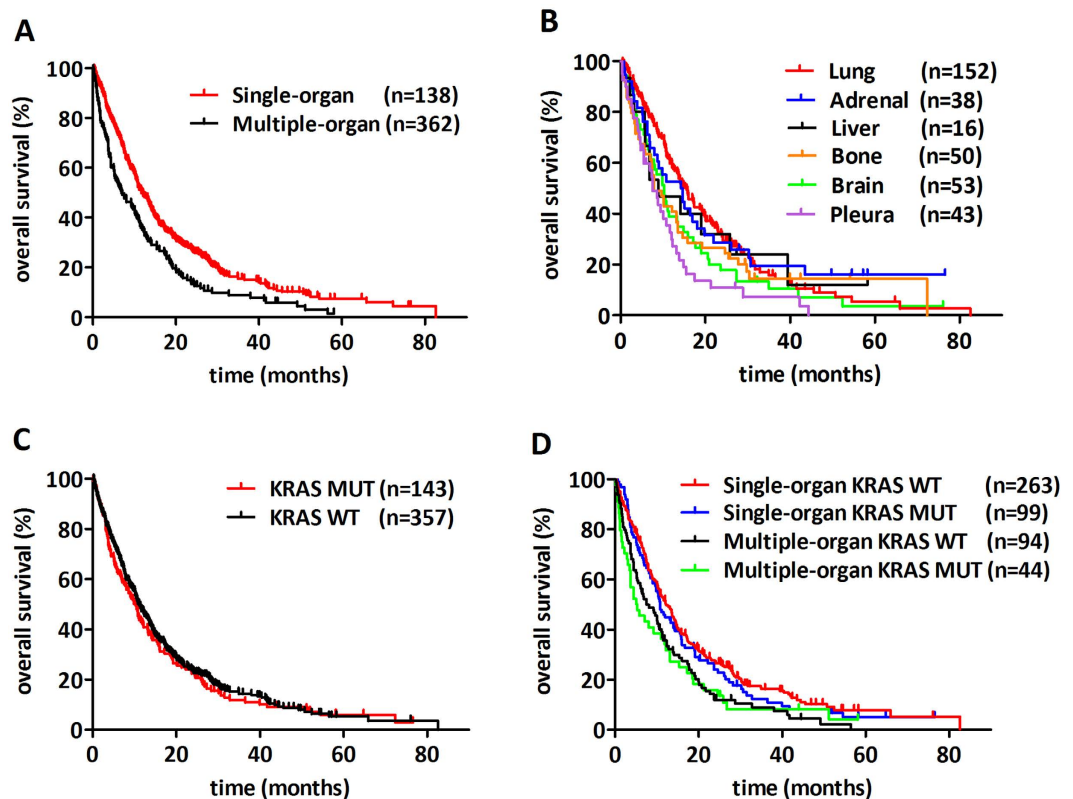 A
overall survival (%)
100
80
60
40
20
0
0 20 40 60 80
time (months)
Single-organ (n=138)
Multiple-organ (n=362)
B
overall survival (%)
100
80
60
40
20
0
0 20 40 60 80
time (months)
Lung (n=152)
Adrenal (n=38)
Liver (n=16)
Bone (n=50)
Brain (n=53)
Pleura (n=43)
C
overall survival (%)
100
80
60
40
20
0
0 20 40 60 80
time (months)
KRAS MUT (n=143)
KRAS WT (n=357)
D
overall survival (%)
100
80
60
40
20
0
0 20 40 60 80
time (months)
Single-organ KRAS WT (n=263)
Single-organ KRAS MUT (n=99)
Multiple-organ KRAS WT (n=94)
Multiple-organ KRAS MUT (n=44)